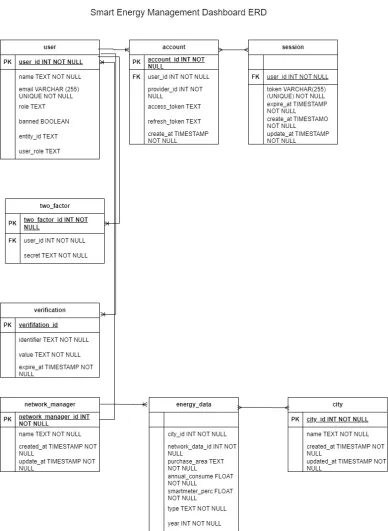 Smart Energy Management Dashboard ERD
user
PK user_id INT NOT NULL
name TEXT NOT NULL
email VARCHAR (255)
UNIQUE NOT NULL
role TEXT
banned BOOLEAN
entity_id TEXT
user_role TEXT
account
PK account_id INT NOT
NULL
FK user_id INT NOT NULL
provider_id INT NOT
NULL
access_token TEXT
refresh_token TEXT
create_at TIMESTAMP
NOT NULL
session
FK user_id INT NOT NULL
token VARCHAR(255)
(UNIQUE) NOT NULL
expire_at TIMESTAMP
NOT NULL
create_at TIMESTAMO
NOT NULL
update_at TIMESTAMP
NOT NULL
two_factor
PK two_factor_id INT NOT
NULL
FK user_id INT NOT NULL
secret TEXT NOT NULL
verification
PK verififation_id
identifier TEXT NOT NULL
value TEXT NOT NULL
expire_at TIMESTAMP NOT
NULL
network_manager
PK network_manager_id INT
NOT NULL
name TEXT NOT NULL
created_at TIMESTAMP NOT
NULL
update_at TIMESTAMP NOT
NULL
energy_data
city_id INT NOT NULL
network_data_id INT NOT
NULL
purchase_area TEXT
NOT NULL
annual_consume FLOAT
NOT NULL
smartmeter_perc FLOAT
NOT NULL
type TEXT NOT NULL
year INT NOT NULL
city
PK city_id INT NOT NULL
name TEXT NOT NULL
created_at TIMESTAMP NOT
NULL
updated_at TIMESTAMP NOT
NULL